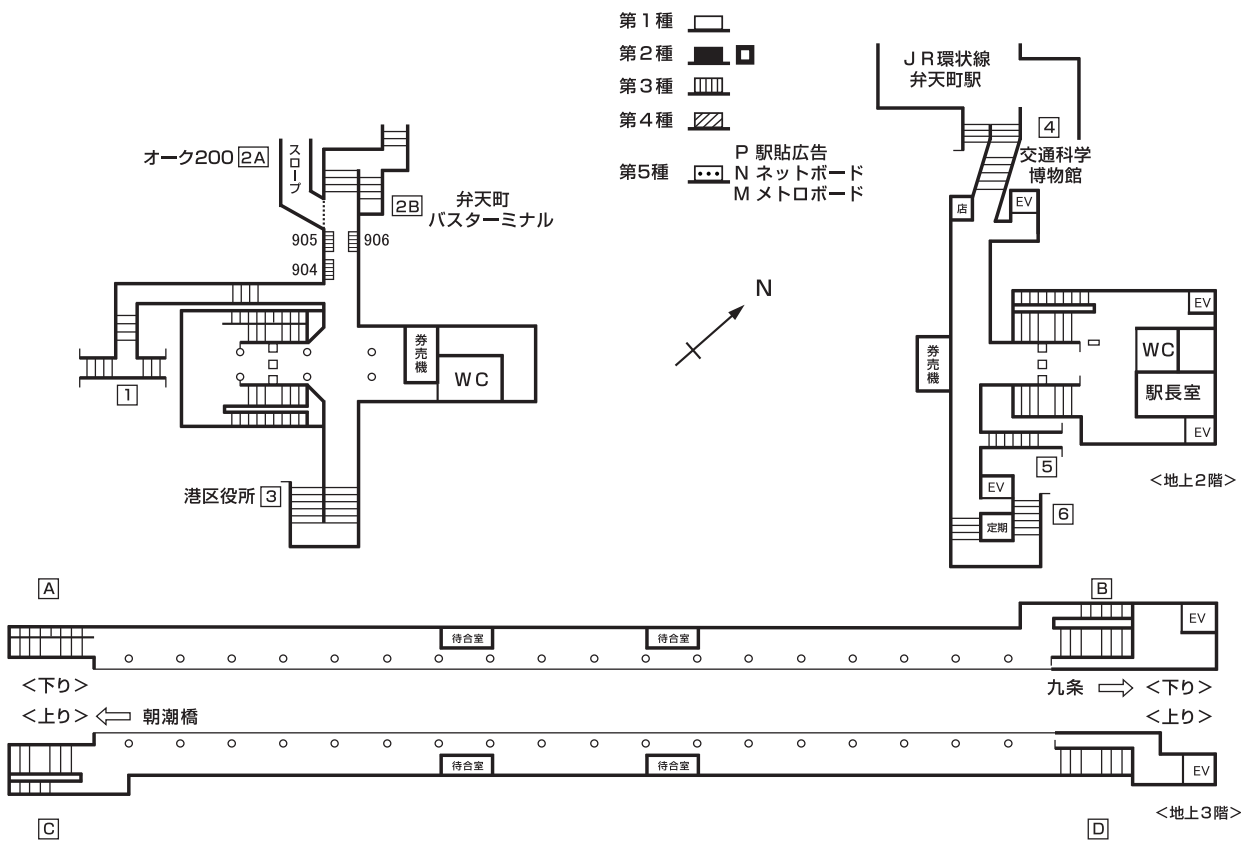 第1種
第2種
第3種
第4種
第5種
P 駅貼広告
N ネットボード
M メトロボード
オーク200 2A
スロープ
2B
弁天町
バスターミナル
905
906
904
券売機
WC
1
港区役所 3
N
JR環状線
弁天町駅
4
交通科学
博物館
店
EV
EV
券売機
WC
駅長室
EV
5
<地上2階>
EV
6
定期
A
B
待合室
待合室
EV
<下り>
九条
<下り>
<上り>
朝潮橋
<上り>
待合室
待合室
EV
<地上3階>
C
D